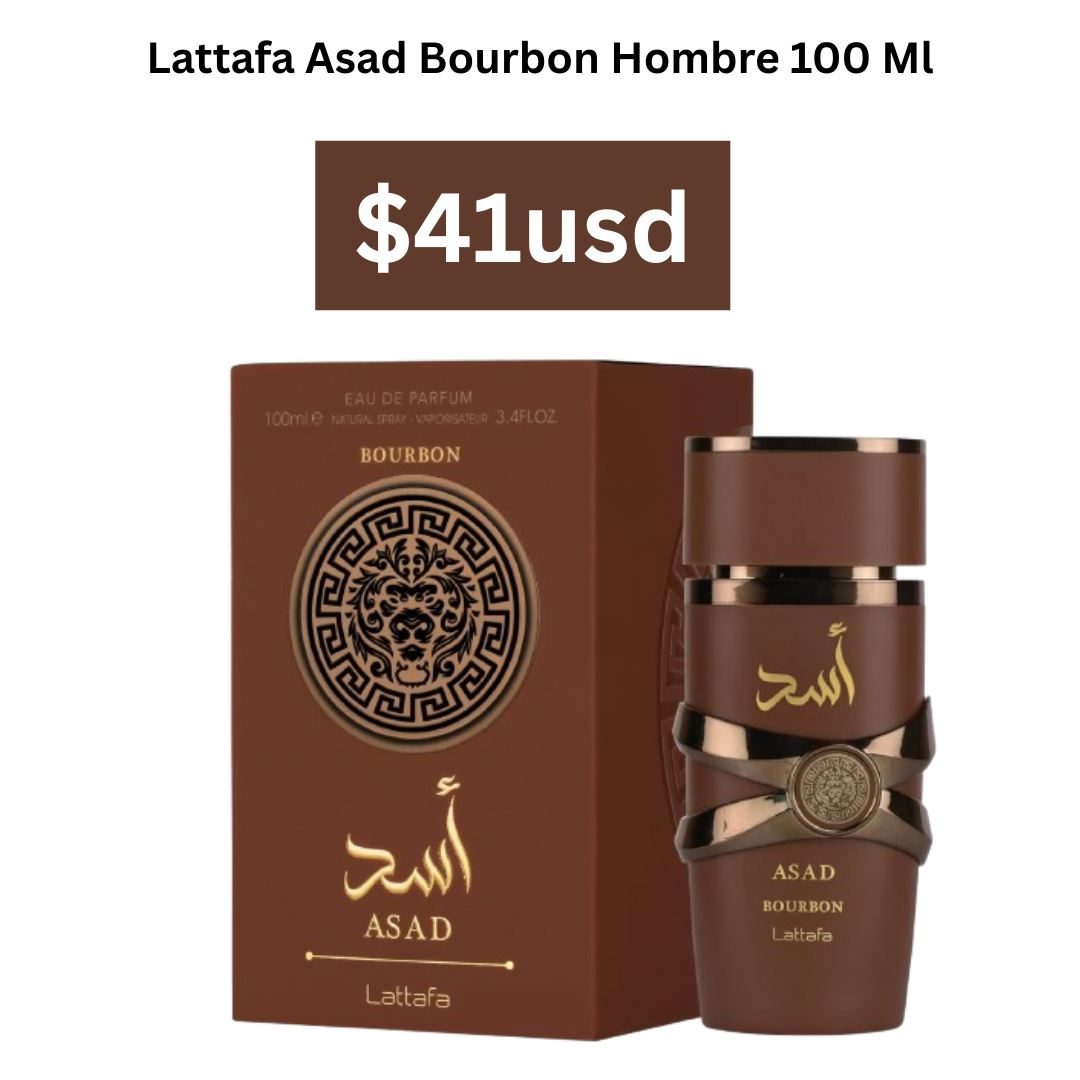 Lattafa Asad Bourbon Hombre 100 Ml
$41usd
EAU DE PARFUM
100ml e NATURAL SPRAY - VAPORISATEUR 3.4FL.OZ.
BOURBON
أسد
ASAD
Lattafa
أسد
ASAD
BOURBON
Lattafa